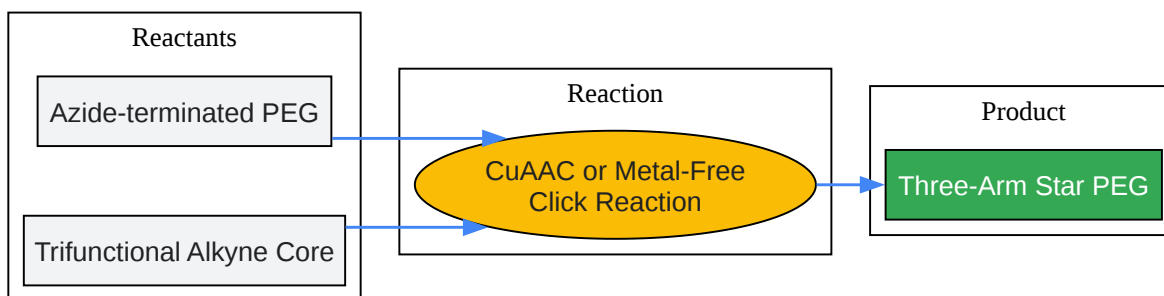 Reactants
Azide-terminated PEG
Trifunctional Alkyne Core
Reaction
CuAAC or Metal-Free
Click Reaction
Product
Three-Arm Star PEG